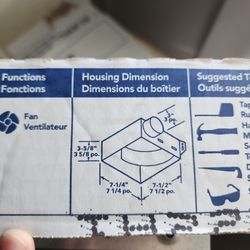 Functions
Fonctions
Fan
Ventilateur
Housing Dimension
Dimensions du boîtier
3-5/8"
3 5/8 po.
7-1/4"
7 1/4 po.
7-1/2"
7 1/2 po.
Suggested
Outils suggé